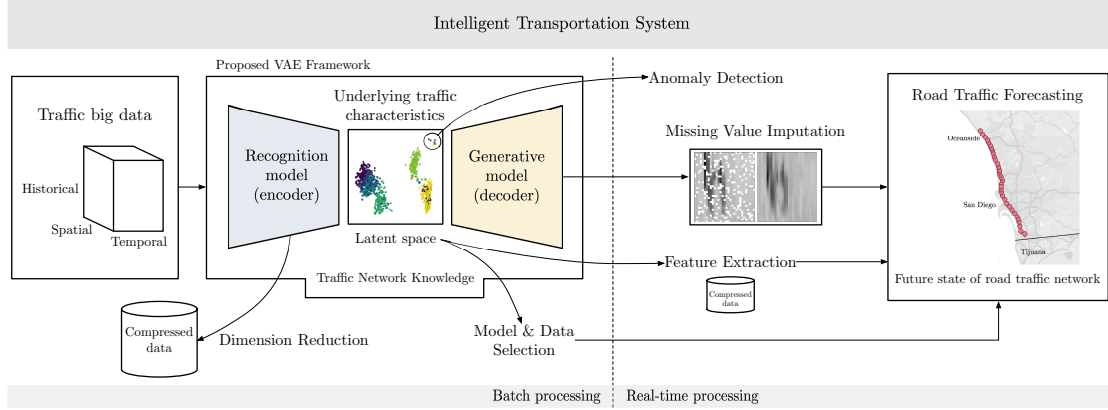 Intelligent Transportation System
Traffic big data
Historical
Spatial
Temporal
Proposed VAE Framework
Underlying traffic
characteristics
Recognition
model
(encoder)
Generative
model
(decoder)
Latent space
Traffic Network Knowledge
Compressed
data
Dimension Reduction
Model & Data
Selection
Anomaly Detection
Missing Value Imputation
Feature Extraction
Compressed
data
Road Traffic Forecasting
Oceanside
San Diego
Tijuana
Future state of road traffic network
Batch processing
Real-time processing